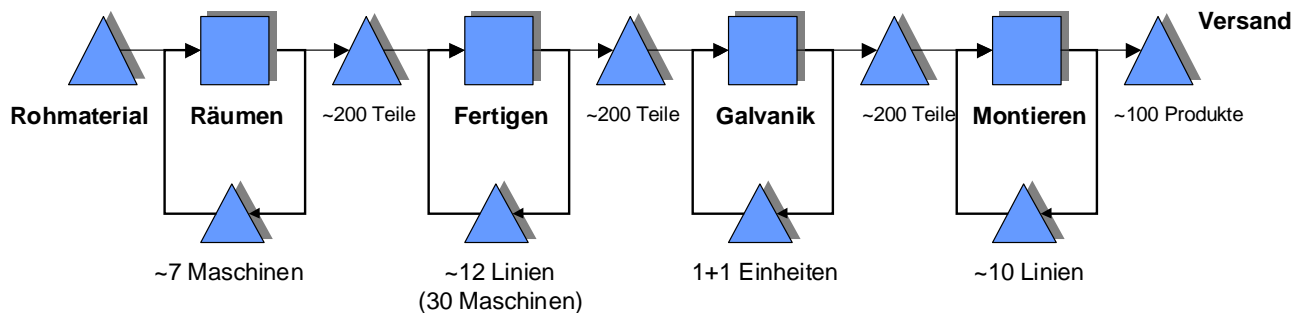 Versand
Rohmaterial
Räumen
~200 Teile
Fertigen
~200 Teile
Galvanik
~200 Teile
Montieren
~100 Produkte
~7 Maschinen
~12 Linien
(30 Maschinen)
1+1 Einheiten
~10 Linien